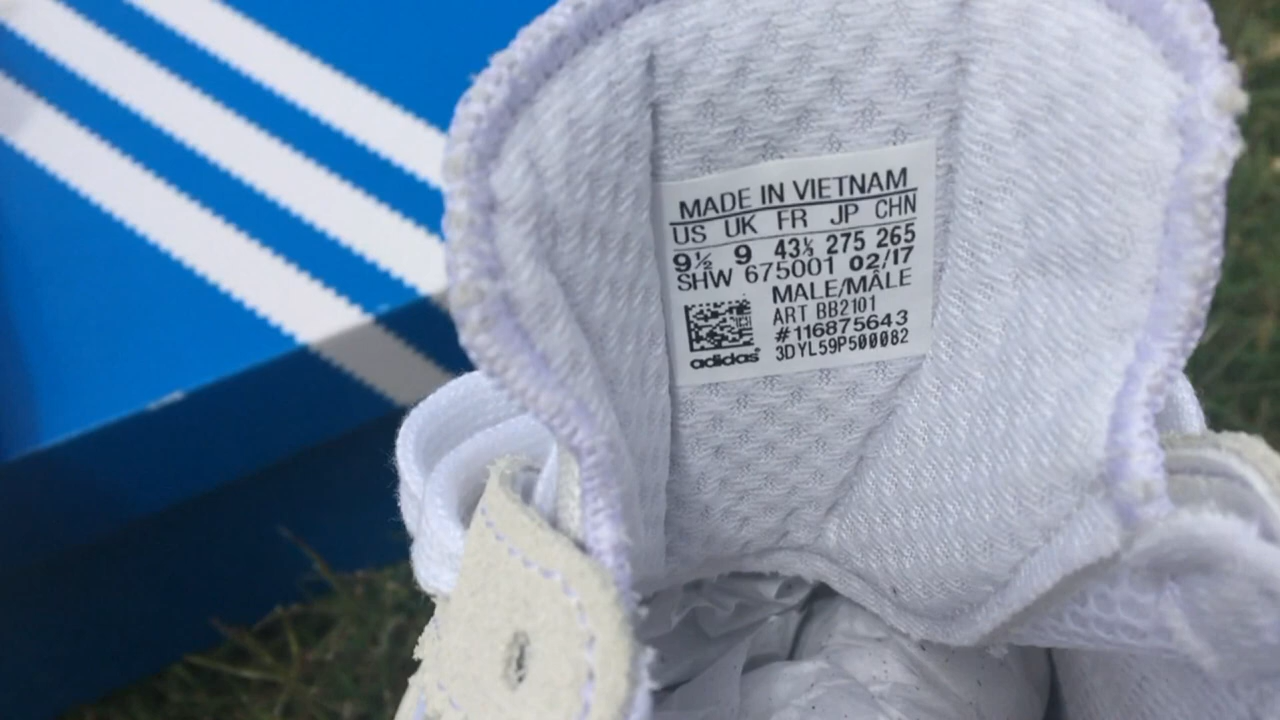 MADE IN VIETNAM
US UK FR JP CHN
9½ 9 43⅓ 275 265
SHW 675001 02/17
MALE/MÂLE
ART BB2101
#116875643
3DYL59P500082
adidas